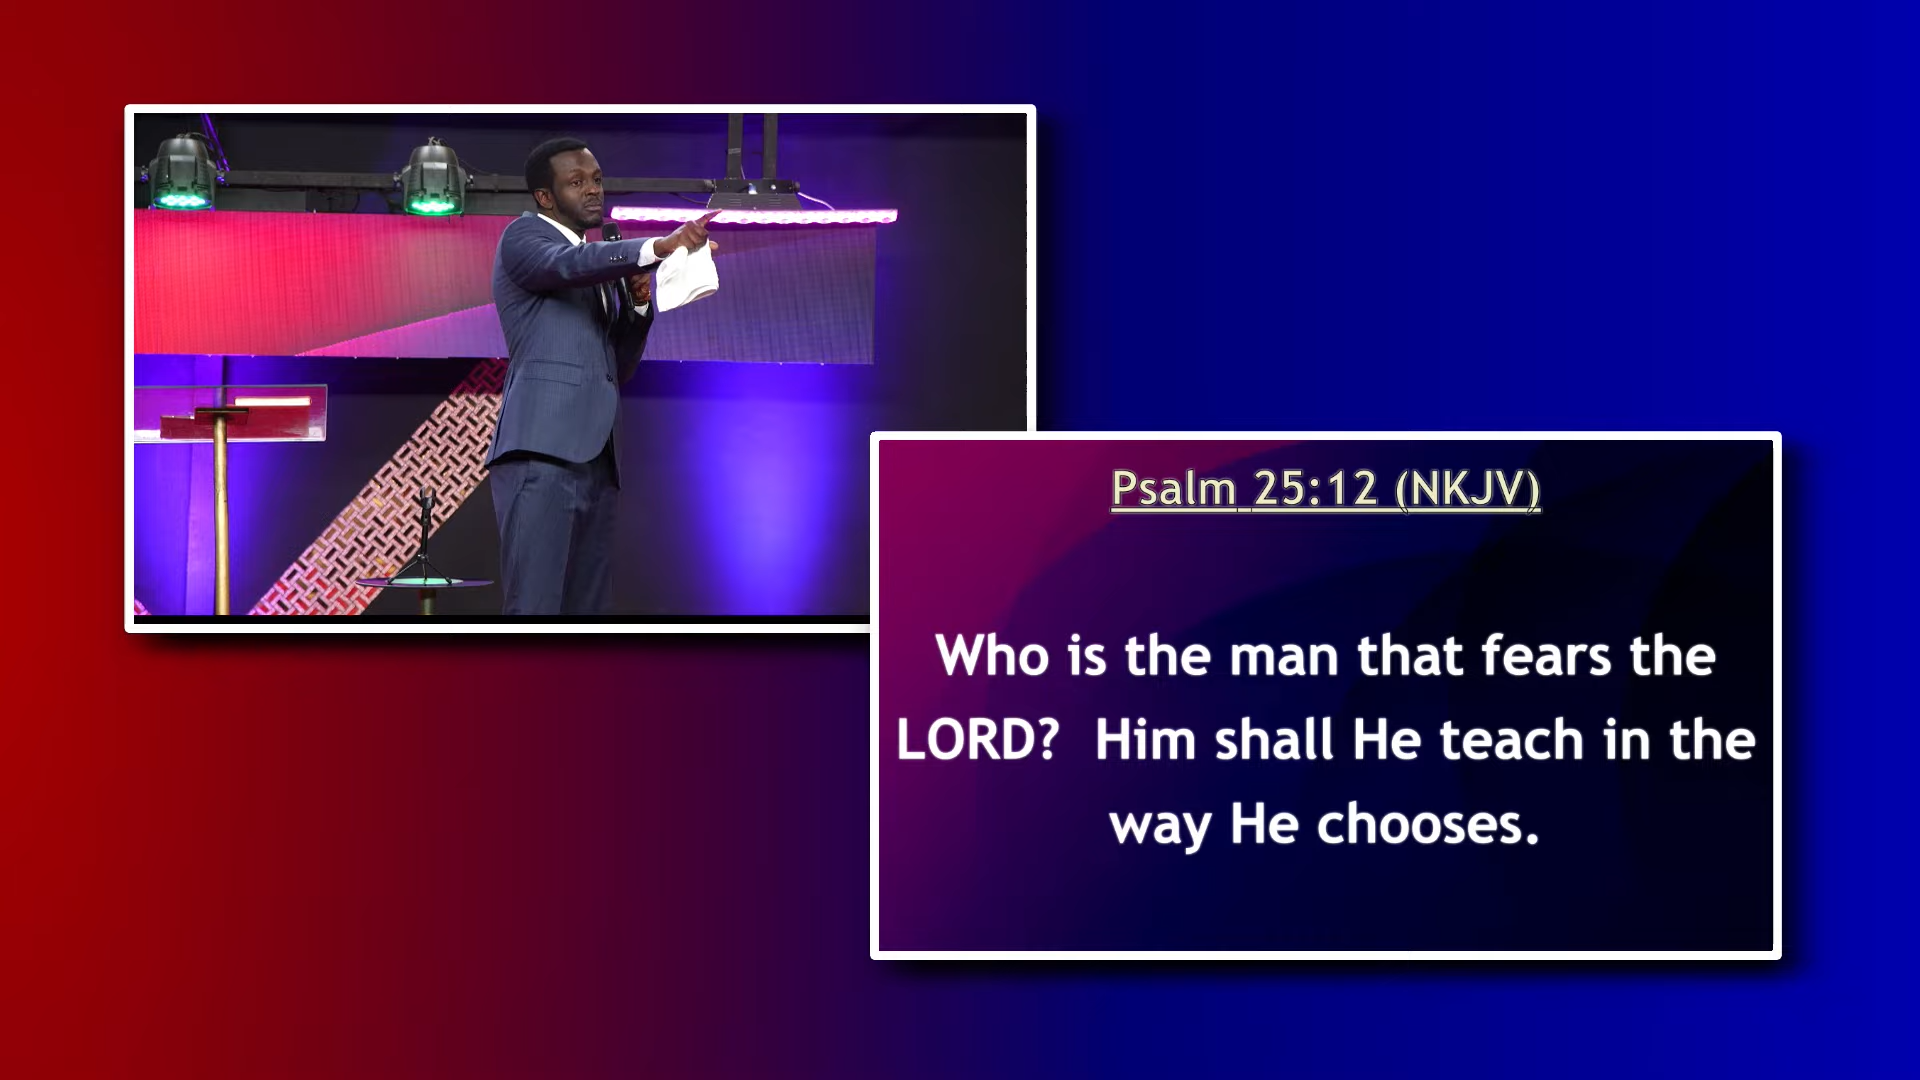 Psalm 25:12 (NKJV)
Who is the man that fears the
LORD?  Him shall He teach in the
way He chooses.